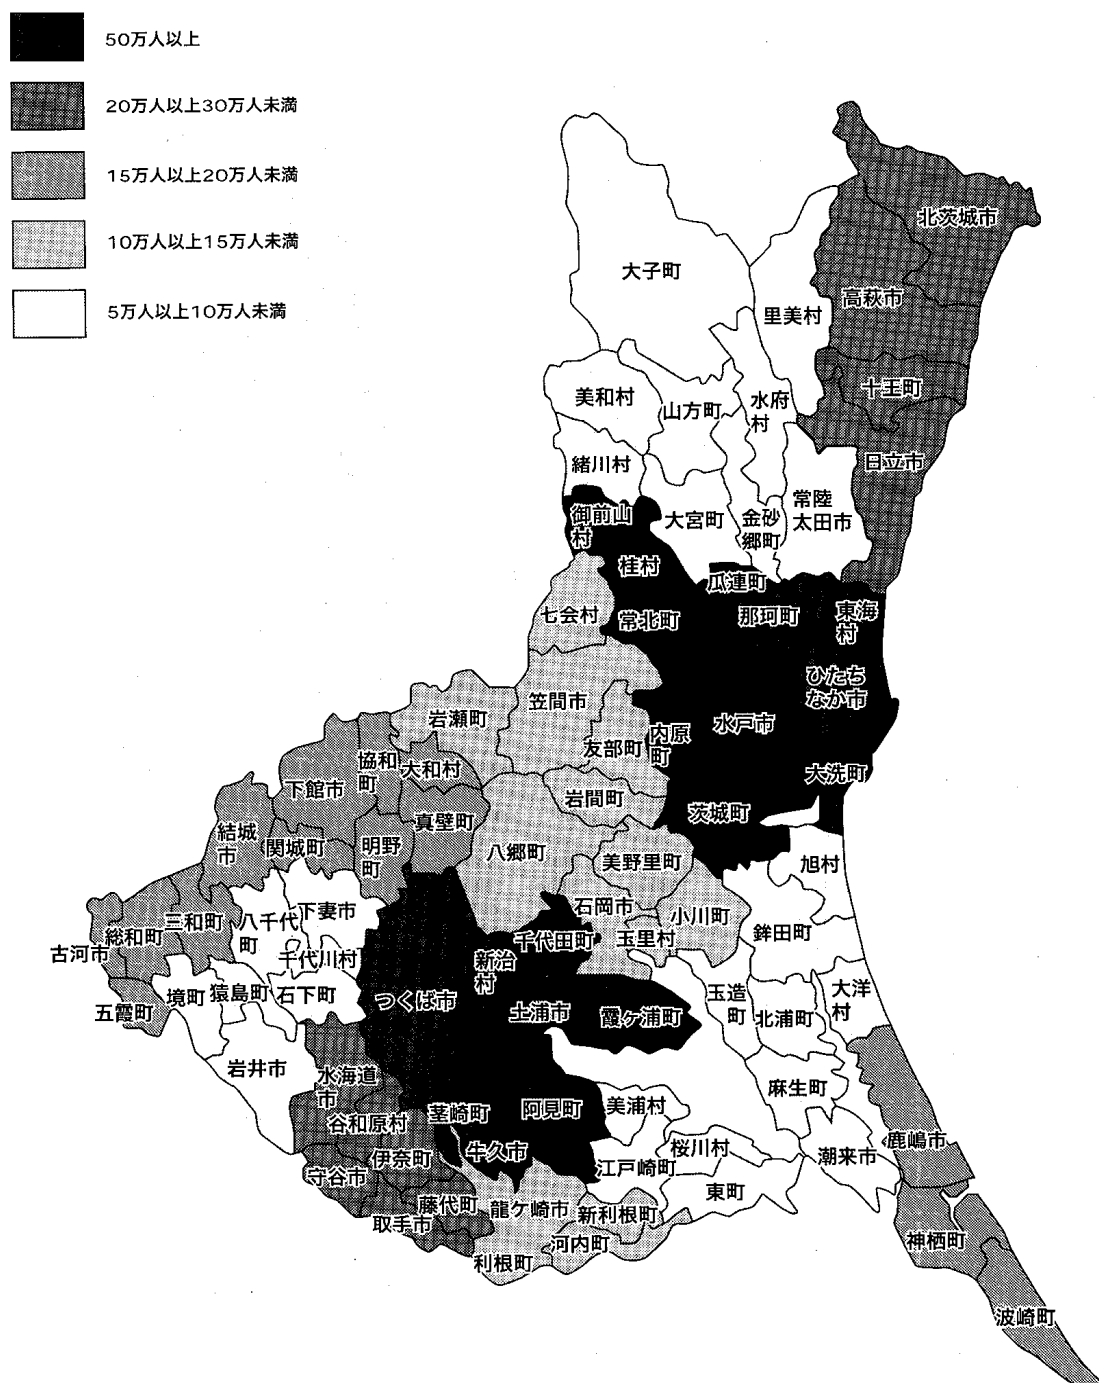 50万人以上
20万人以上30万人未満
15万人以上20万人未満
10万人以上15万人未満
5万人以上10万人未満
北茨城市
大子町
高萩市
里美村
十王町
美和村
山方町
水府
村
日立市
緒川村
常陸
太田市
大宮町
金砂
郷町
御前山
村
桂村
瓜連町
七会村
常北町
那珂町
東海
村
ひたち
なか市
笠間市
岩瀬町
水戸市
内原
町
友部町
協和
町
大和村
大洗町
下館市
岩間町
茨城町
真壁町
結城
市
関城町
明野
町
八郷町
美野里町
旭村
石岡市
小川町
下妻市
八千代
町
三和町
総和町
古河市
千代田町
玉里村
鉾田町
千代川村
新治
村
境町
猿島町
石下町
つくば市
土浦市
霞ヶ浦町
玉造
町
北浦町
大洋
村
五霞町
岩井市
水海道
市
麻生町
谷和原村
茎崎町
阿見町
美浦村
鹿嶋市
牛久市
桜川村
潮来市
伊奈町
守谷市
江戸崎町
東町
藤代町
取手市
龍ケ崎市
新利根町
河内町
利根町
神栖町
波崎町